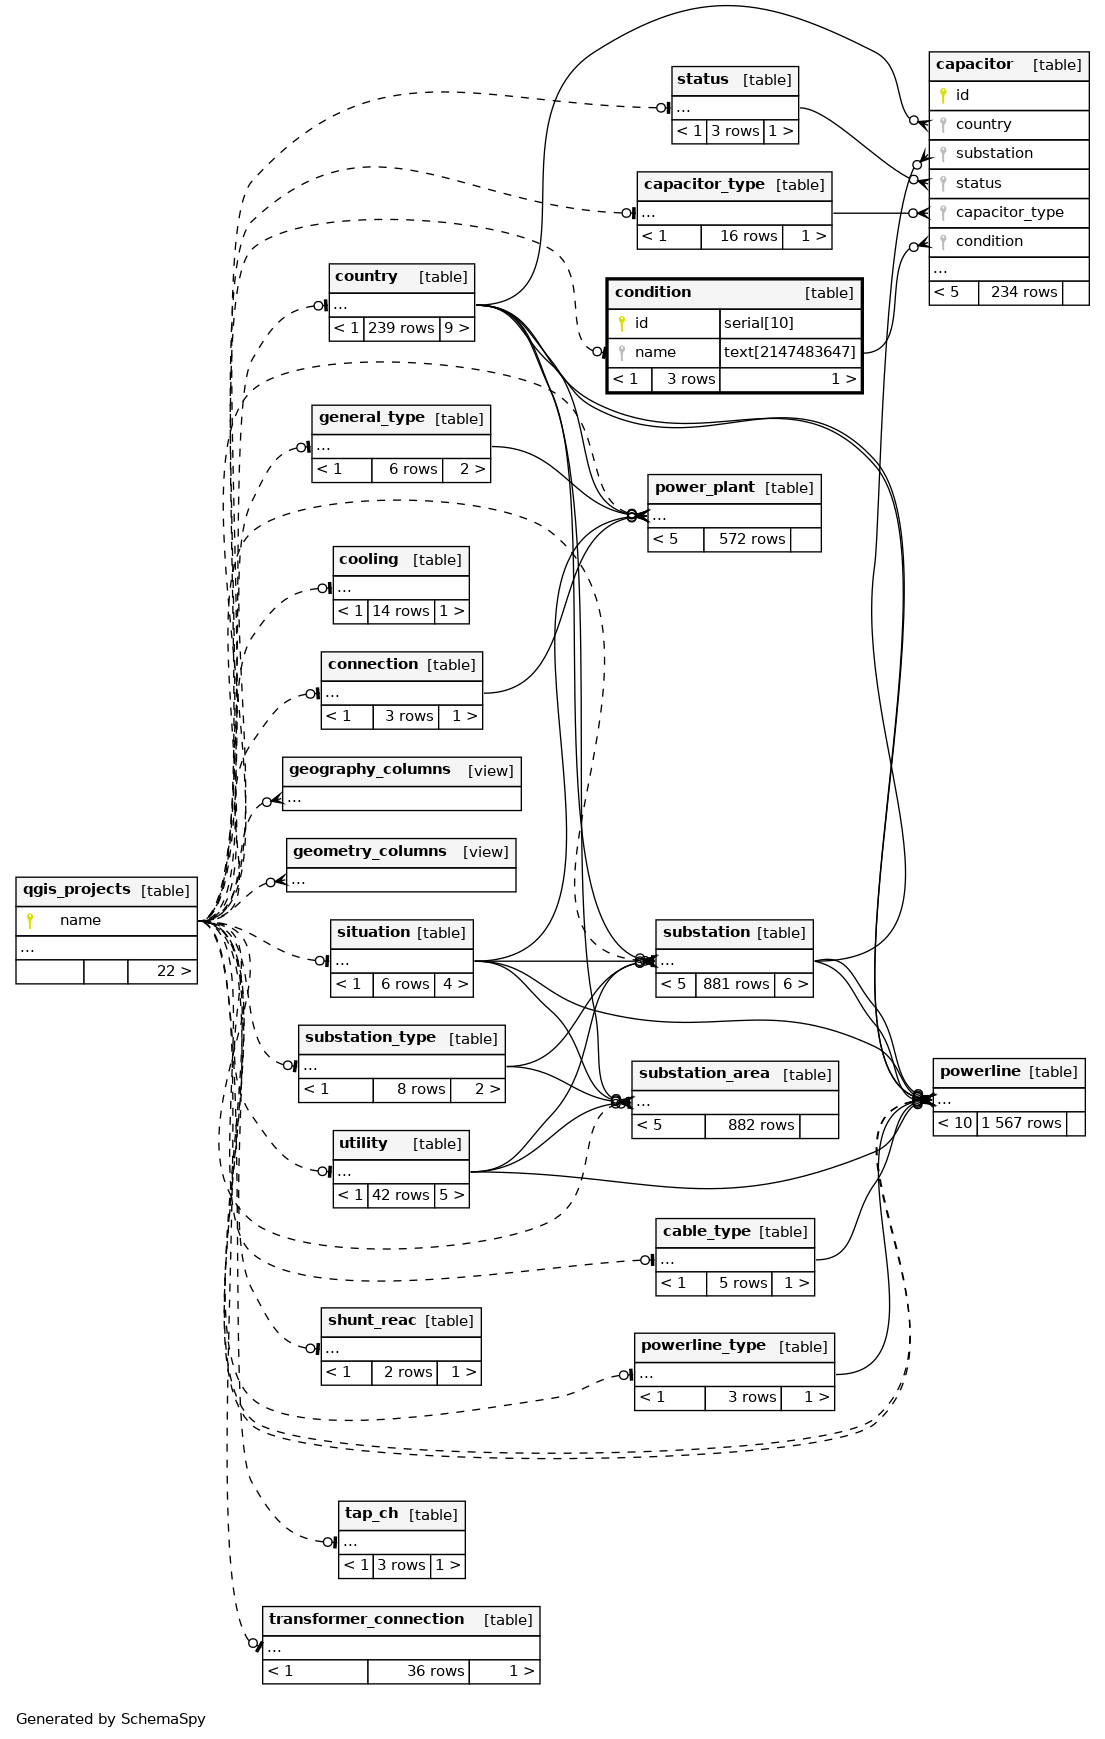 capacitor [table]
id
country
substation
status
capacitor_type
condition
...
< 5 234 rows
status [table]
...
< 1 3 rows 1 >
capacitor_type [table]
...
< 1 16 rows 1 >
country [table]
...
< 1 239 rows 9 >
condition [table]
id serial[10]
name text[2147483647]
< 1 3 rows 1 >
general_type [table]
...
< 1 6 rows 2 >
power_plant [table]
...
< 5 572 rows
cooling [table]
...
< 1 14 rows 1 >
connection [table]
...
< 1 3 rows 1 >
geography_columns [view]
...
geometry_columns [view]
...
qgis_projects [table]
name
...
22 >
situation [table]
...
< 1 6 rows 4 >
substation [table]
...
< 5 881 rows 6 >
substation_type [table]
...
< 1 8 rows 2 >
substation_area [table]
...
< 5 882 rows
powerline [table]
...
< 10 1 567 rows
utility [table]
...
< 1 42 rows 5 >
cable_type [table]
...
< 1 5 rows 1 >
shunt_reac [table]
...
< 1 2 rows 1 >
powerline_type [table]
...
< 1 3 rows 1 >
tap_ch [table]
...
< 1 3 rows 1 >
transformer_connection [table]
...
< 1 36 rows 1 >
Generated by SchemaSpy